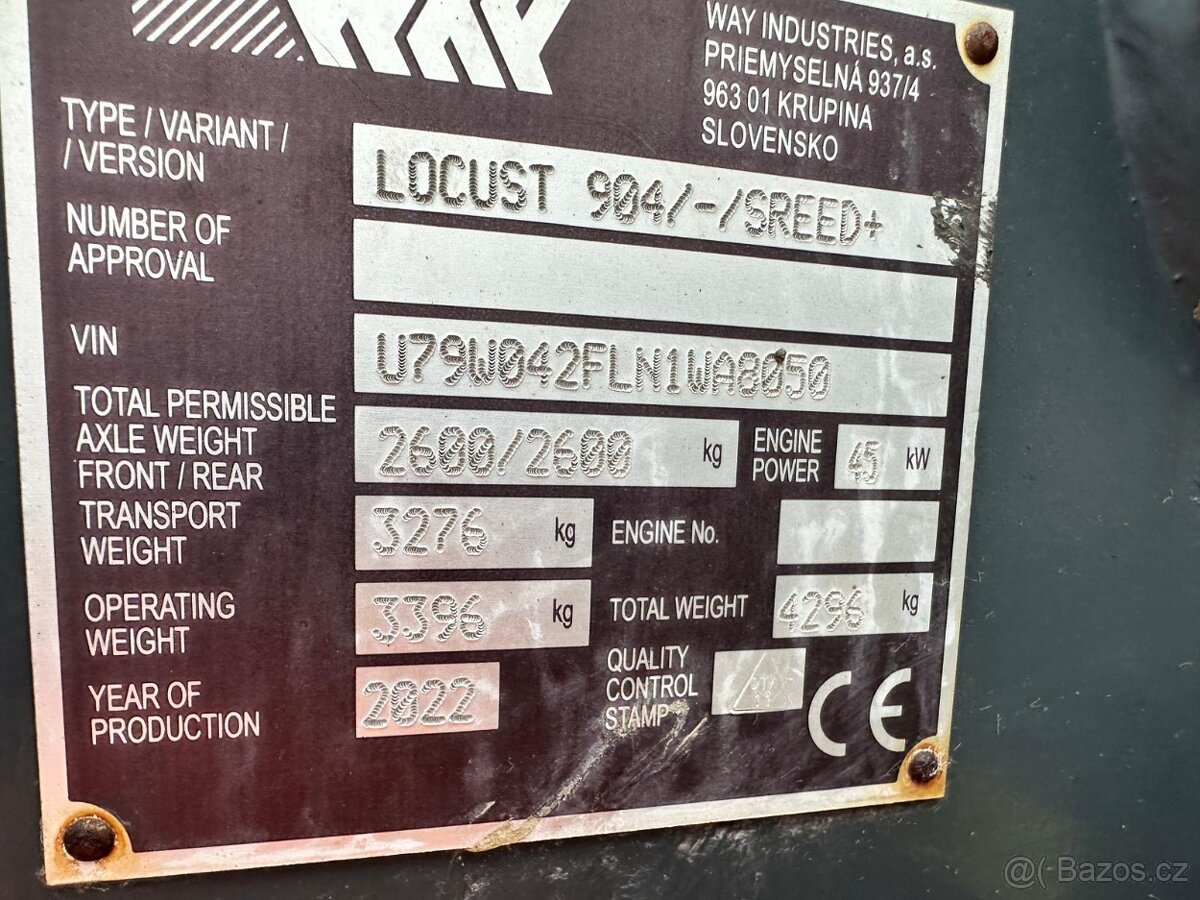 WAY
WAY INDUSTRIES, a.s.
PRIEMYSELNÁ 937/4
963 01 KRUPINA
SLOVENSKO
TYPE / VARIANT /
/ VERSION
LOCUST 904/-/SREED+
NUMBER OF
APPROVAL
VIN
U79W042FLN1WA8050
TOTAL PERMISSIBLE
AXLE WEIGHT
FRONT / REAR
2600/2600 kg
ENGINE
POWER
45 kW
TRANSPORT
WEIGHT
3276 kg
ENGINE No.
OPERATING
WEIGHT
3396 kg
TOTAL WEIGHT
4296 kg
YEAR OF
PRODUCTION
2022
QUALITY
CONTROL
STAMP
CE
@( Bazos.cz